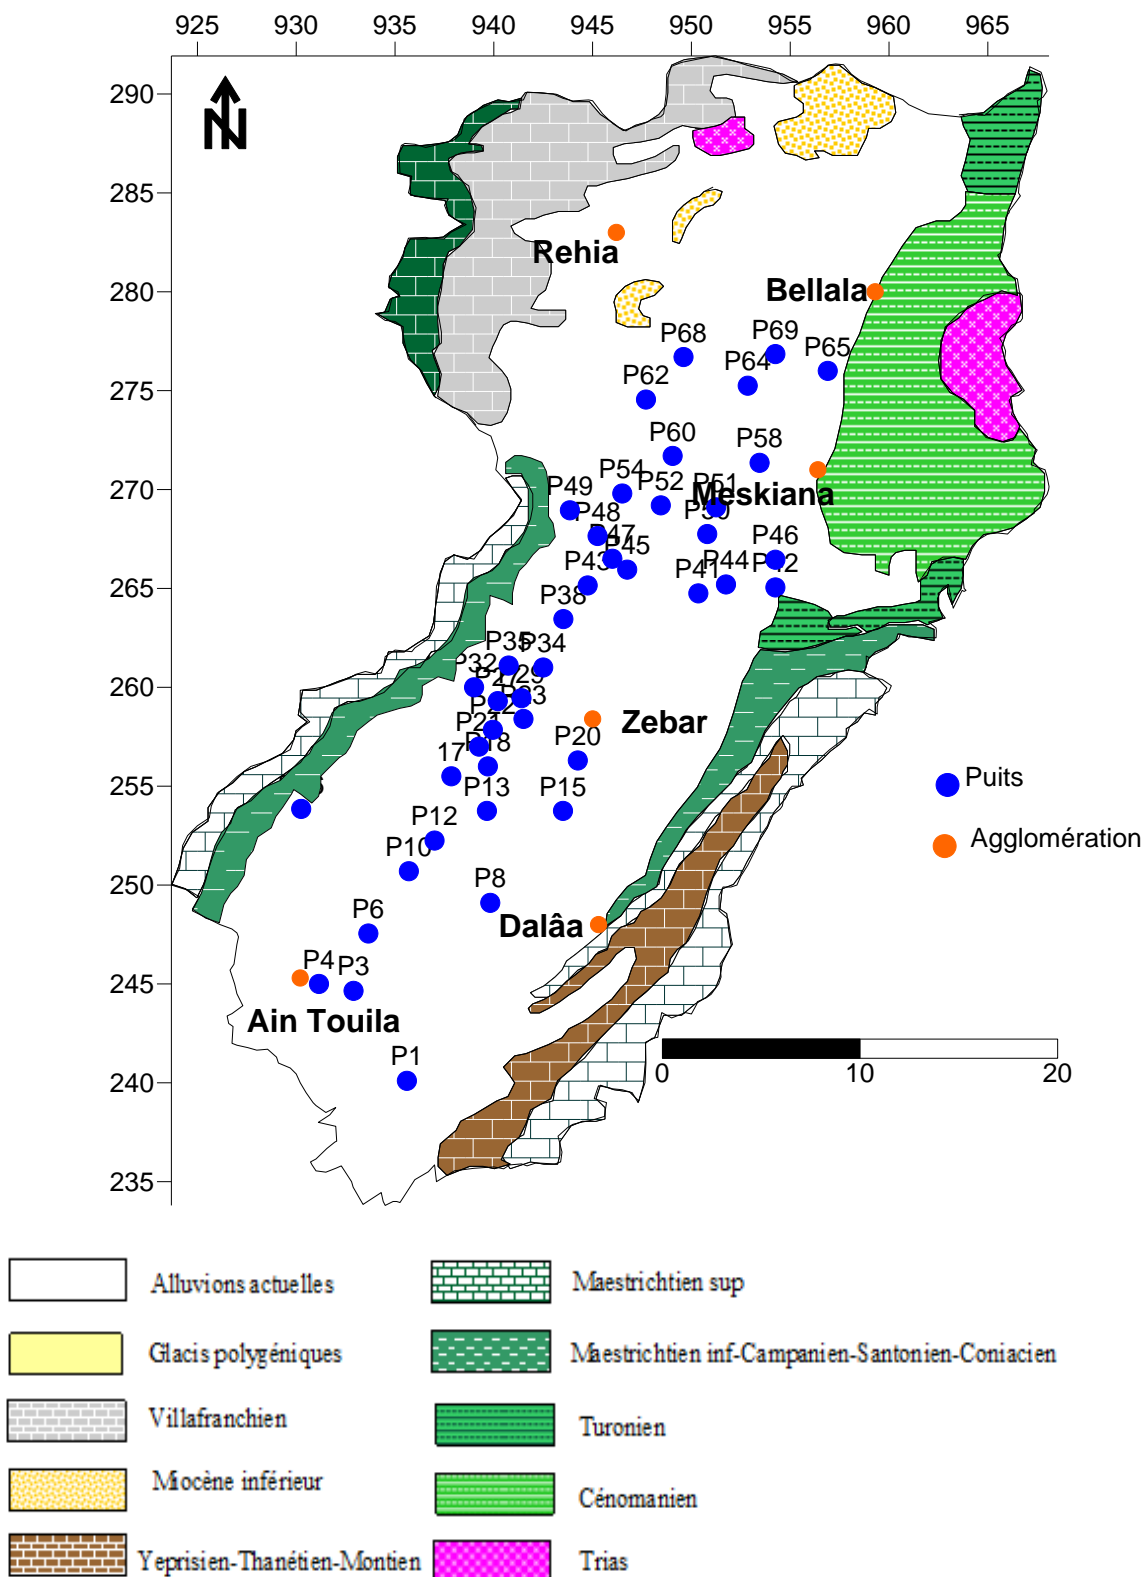 925 930 935 940 945 950 955 960 965
290
285
280
275
270
265
260
255
250
245
240
235
N
Rehia
Bellala
P68
P69
P64
P65
P62
P60
P58
P54
P52
P51
Meskiana
P49
P48
P50
P47
P45
P46
P43
P41
P44
P42
P38
P35
P34
P32
P27
P29
P23
P22
P21
P18
Zebar
17
P20
P13
P15
P12
P10
P8
Dalâa
P6
P4
P3
Ain Touila
P1
Puits
Agglomération
0 10 20
Alluvions actuelles
Maestrichtien sup
Glacis polygéniques
Maestrichtien inf-Campanien-Santonien-Coniacien
Villafranchien
Turonien
Miocène inférieur
Cénomanien
Yeprisien-Thanétien-Montien
Trias